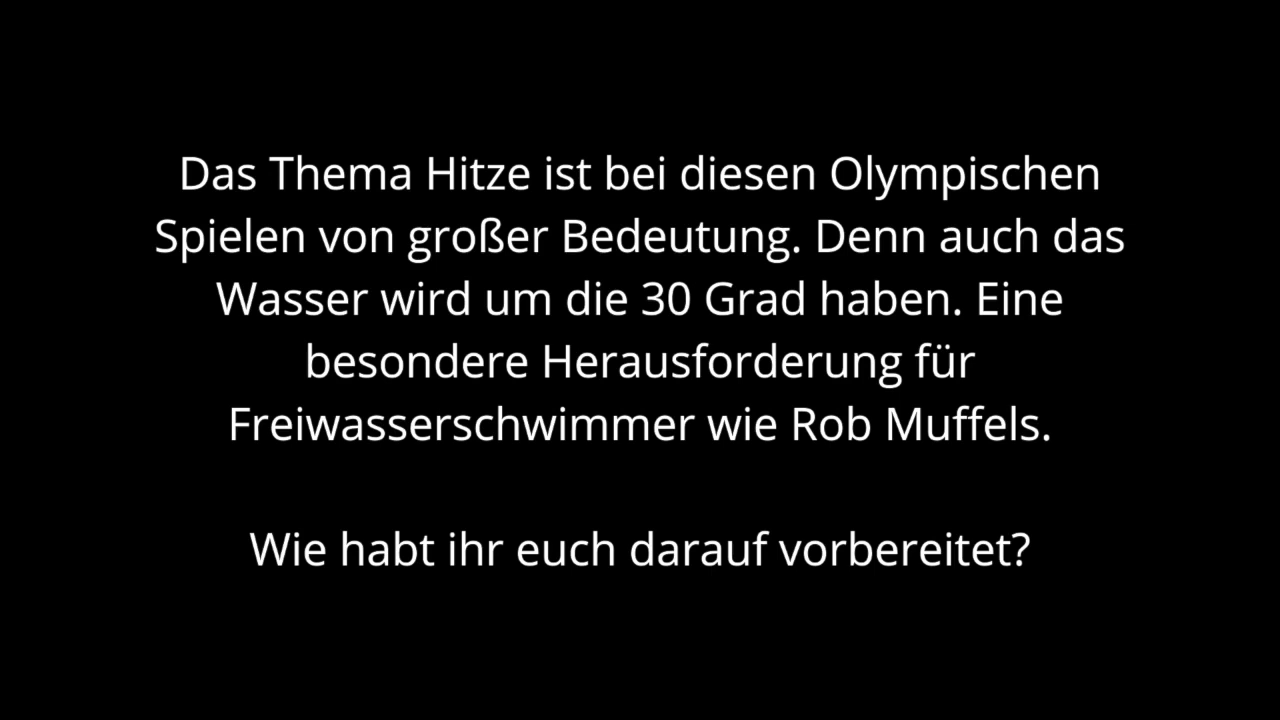 Das Thema Hitze ist bei diesen Olympischen
Spielen von großer Bedeutung. Denn auch das
Wasser wird um die 30 Grad haben. Eine
besondere Herausforderung für
Freiwasserschwimmer wie Rob Muffels.
Wie habt ihr euch darauf vorbereitet?